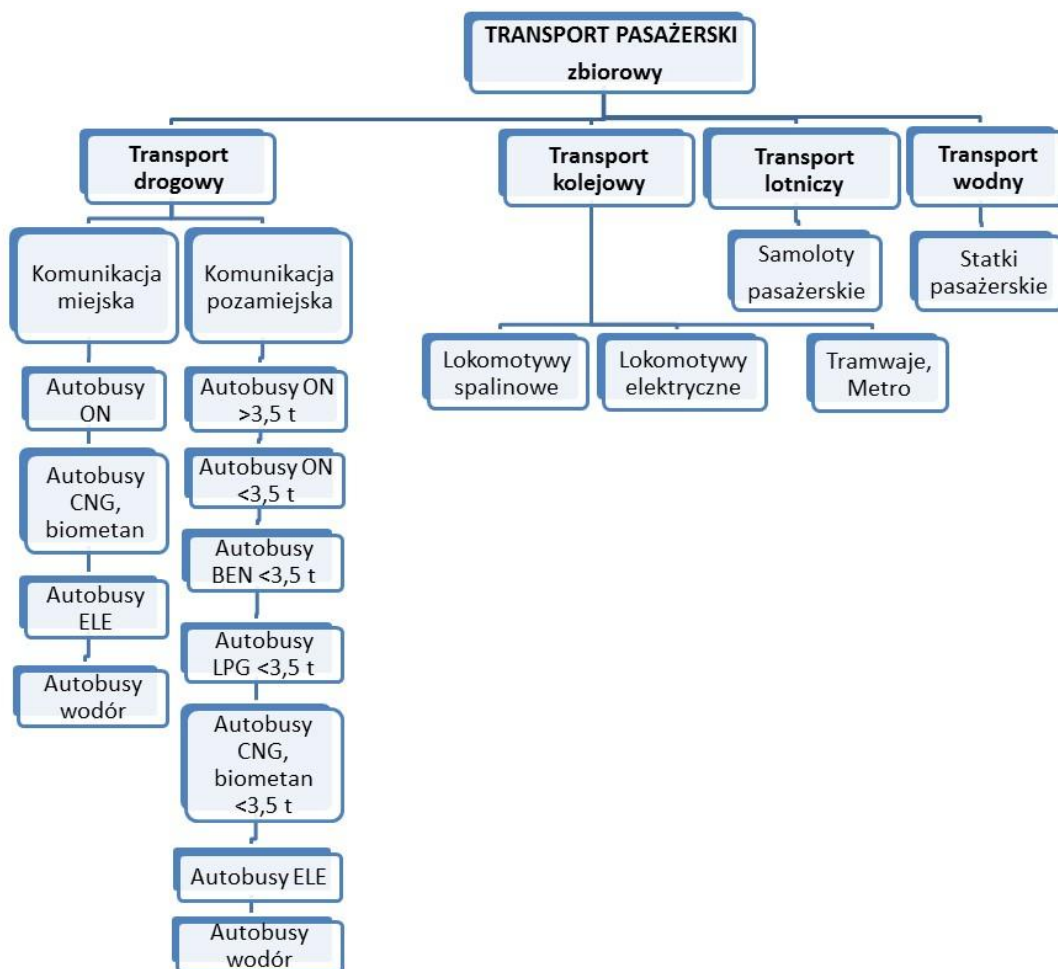 TRANSPORT PASAŻERSKI
zbiorowy
Transport
drogowy
Transport
kolejowy
Transport
lotniczy
Transport
wodny
Komunikacja
miejska
Komunikacja
pozamiejska
Samoloty
pasażerskie
Statki
pasażerskie
Lokomotywy
spalinowe
Lokomotywy
elektryczne
Tramwaje,
Metro
Autobusy
ON
Autobusy
CNG,
biometan
Autobusy
ELE
Autobusy
wodór
Autobusy ON
>3,5 t
Autobusy ON
<3,5 t
Autobusy
BEN <3,5 t
Autobusy
LPG <3,5 t
Autobusy
CNG,
biometan
<3,5 t
Autobusy ELE
Autobusy
wodór